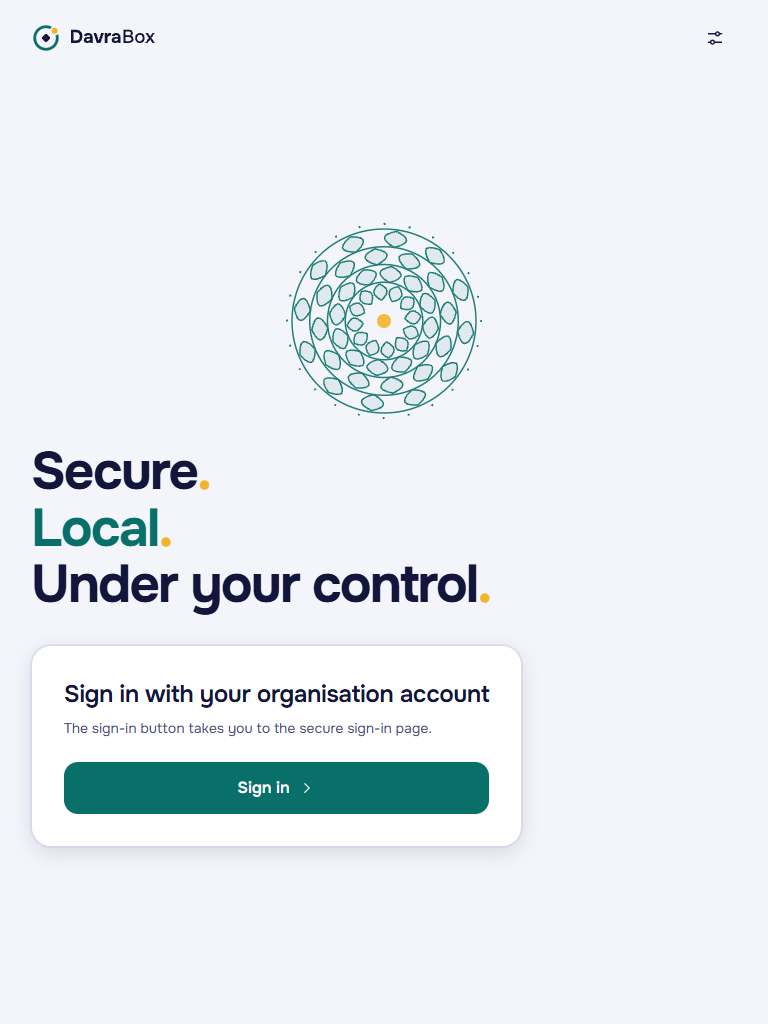 DavraBox
Secure.
Local.
Under your control.
Sign in with your organisation account
The sign-in button takes you to the secure sign-in page.
Sign in